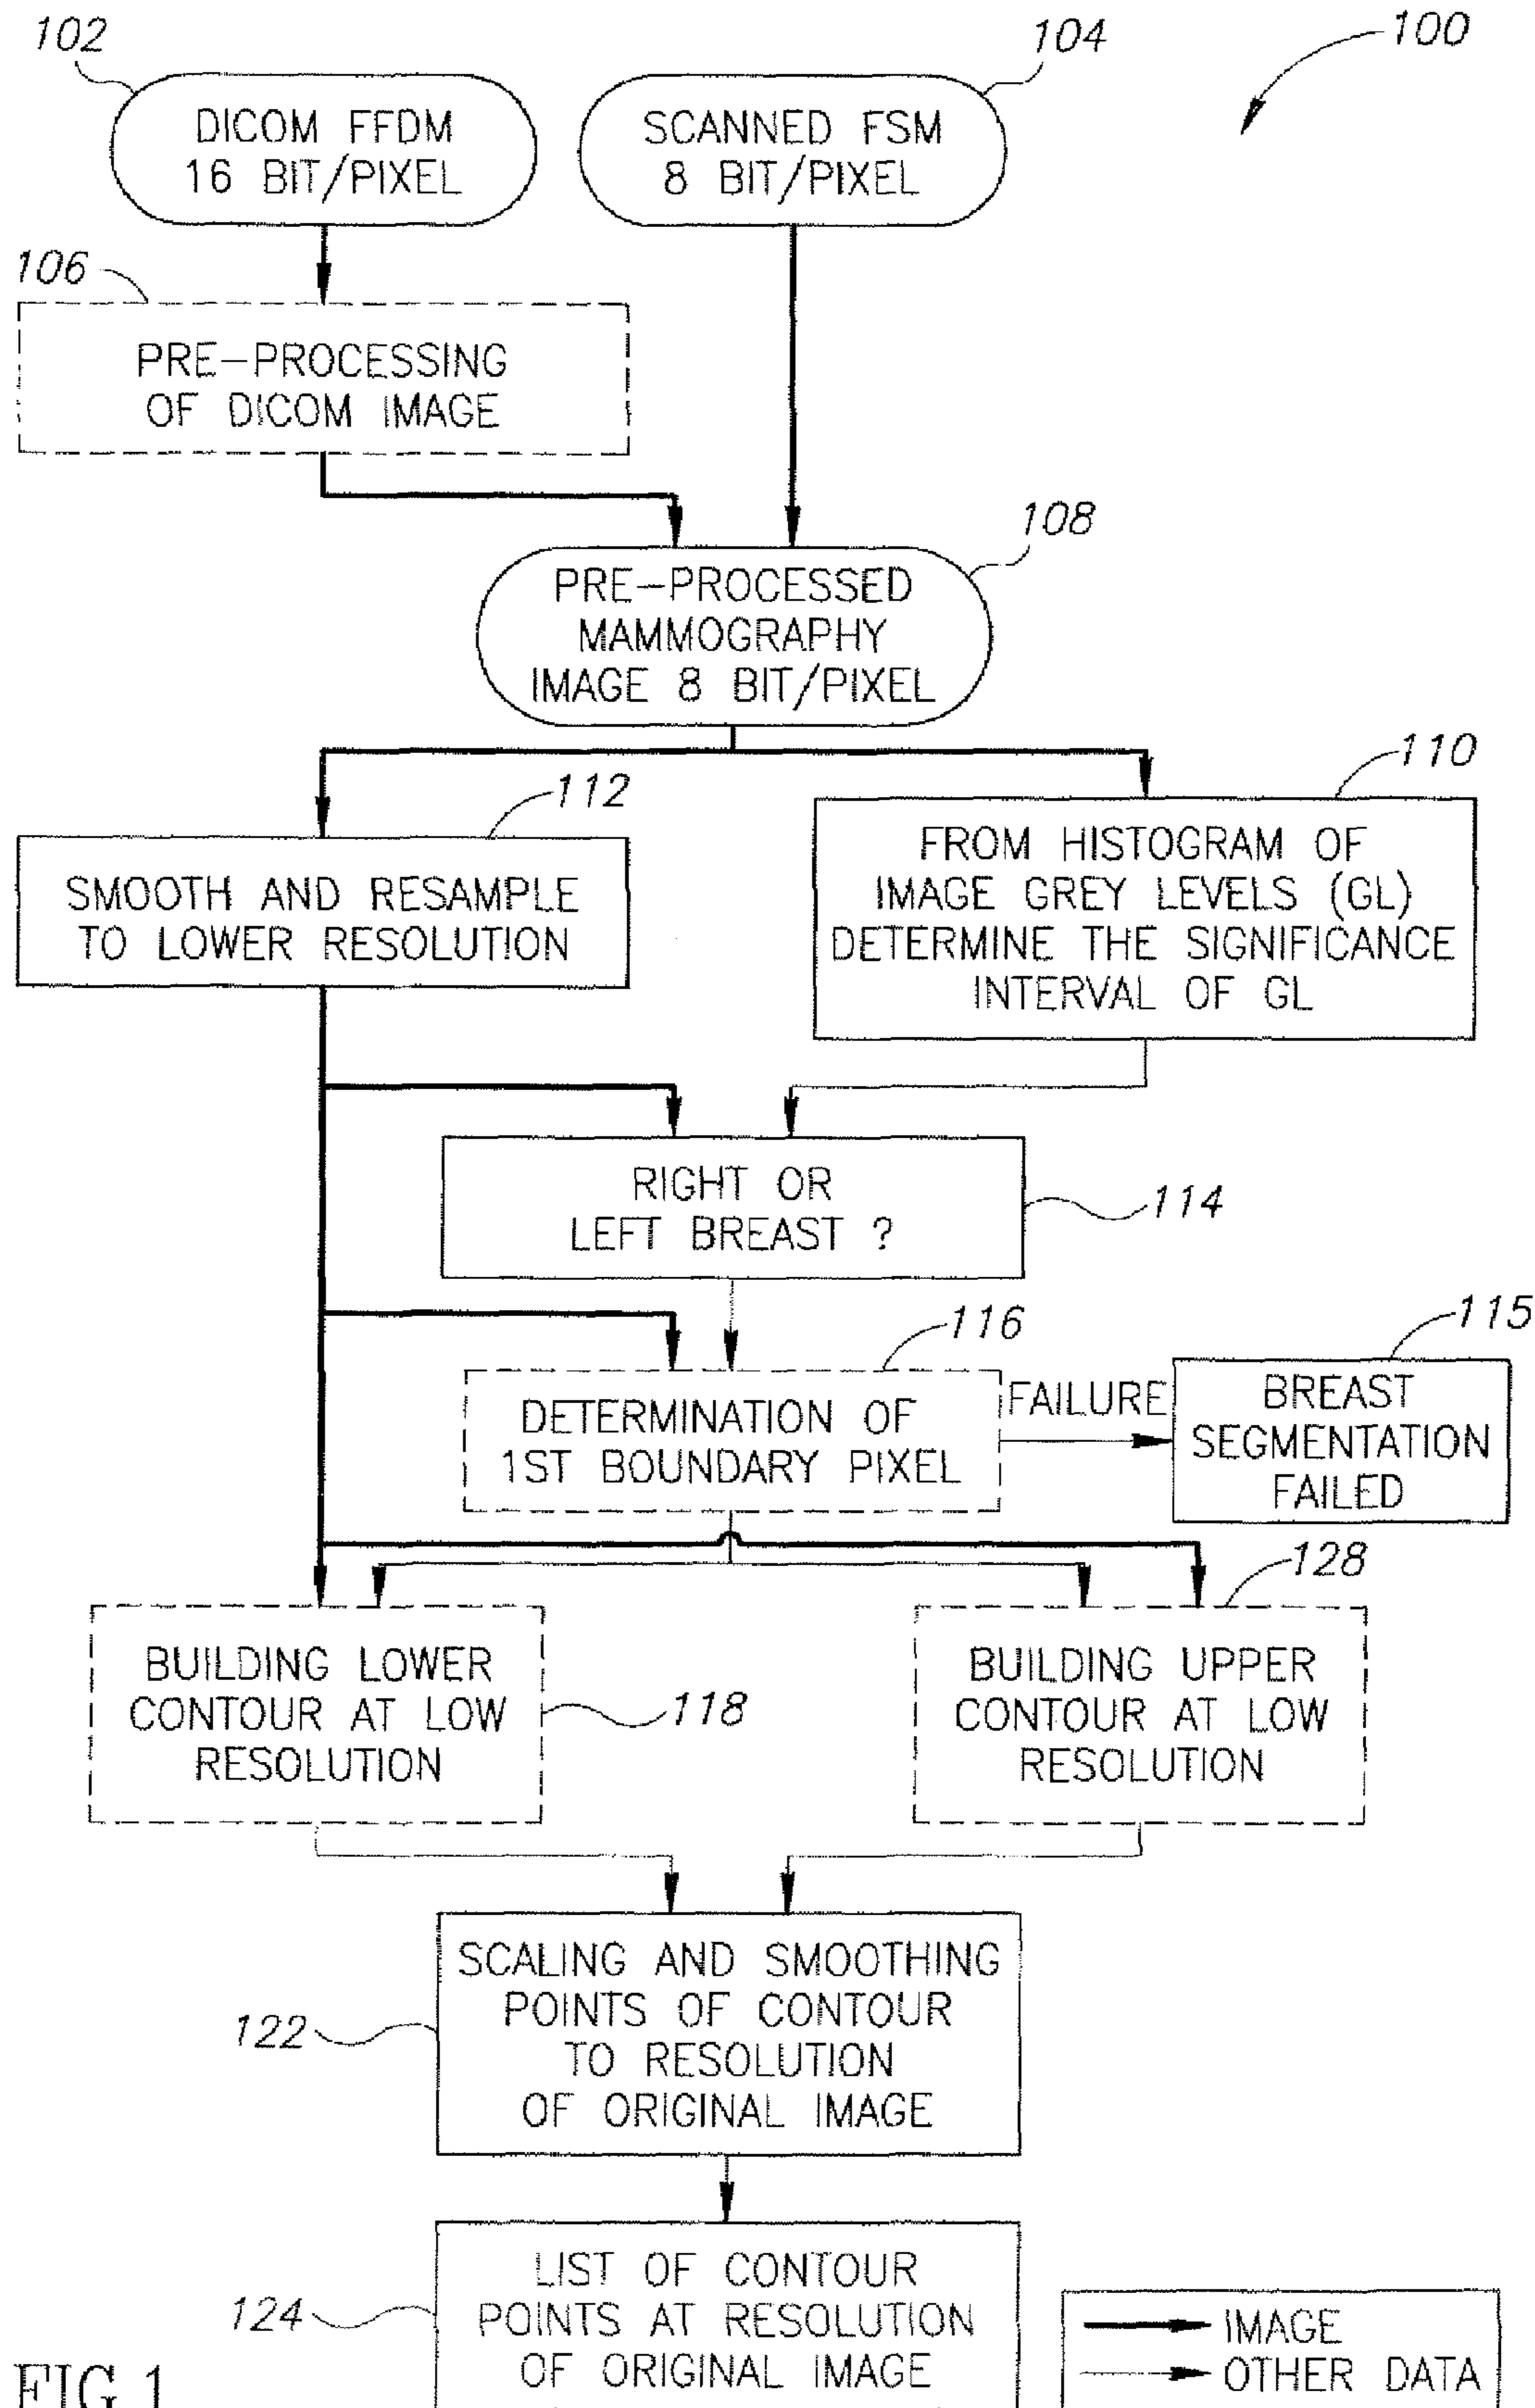 102
104
100
DICOM FFDM
16 BIT/PIXEL
SCANNED FSM
8 BIT/PIXEL
106
PRE-PROCESSING
OF DICOM IMAGE
108
PRE-PROCESSED
MAMMOGRAPHY
IMAGE 8 BIT/PIXEL
112
110
SMOOTH AND RESAMPLE
TO LOWER RESOLUTION
FROM HISTOGRAM OF
IMAGE GREY LEVELS (GL)
DETERMINE THE SIGNIFICANCE
INTERVAL OF GL
RIGHT OR
LEFT BREAST ?
114
116
115
DETERMINATION OF
1ST BOUNDARY PIXEL
FAILURE
BREAST
SEGMENTATION
FAILED
128
BUILDING LOWER
CONTOUR AT LOW
RESOLUTION
118
BUILDING UPPER
CONTOUR AT LOW
RESOLUTION
SCALING AND SMOOTHING
POINTS OF CONTOUR
TO RESOLUTION
OF ORIGINAL IMAGE
122
LIST OF CONTOUR
POINTS AT RESOLUTION
OF ORIGINAL IMAGE
124
IMAGE
OTHER DATA
FIG.1